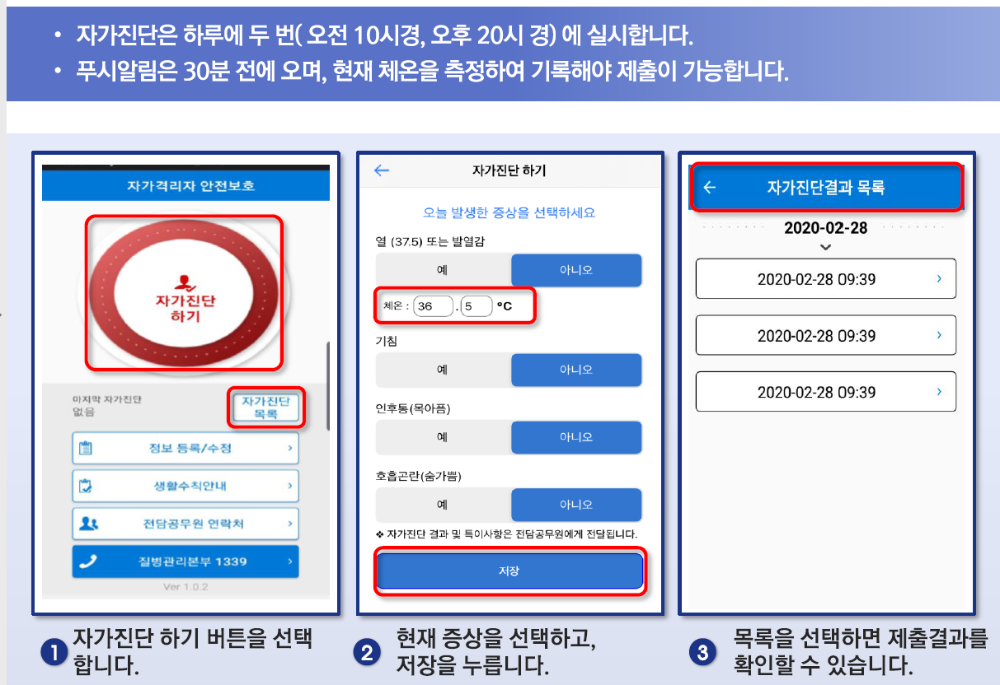 • 자가진단은 하루에 두 번( 오전 10시경, 오후 20시 경) 에 실시합니다.
• 푸시알림은 30분 전에 오며, 현재 체온을 측정하여 기록해야 제출이 가능합니다.
자가격리자 안전보호
자가진단
하기
마지막 자가진단
없음
자가진단
목록
정보 등록/수정
생활수칙안내
전담공무원 연락처
질병관리본부 1339
Ver 1.0.2
1 자가진단 하기 버튼을 선택
합니다.
자가진단 하기
오늘 발생한 증상을 선택하세요
열 (37.5) 또는 발열감
예 아니오
체온 : 36 . 5 °C
기침
예 아니오
인후통(목아픔)
예 아니오
호흡곤란(숨가쁨)
예 아니오
❖ 자가진단 결과 및 특이사항은 전담공무원에게 전달됩니다.
저장
2 현재 증상을 선택하고,
저장을 누릅니다.
자가진단결과 목록
2020-02-28
2020-02-28 09:39
2020-02-28 09:39
2020-02-28 09:39
3 목록을 선택하면 제출결과를
확인할 수 있습니다.